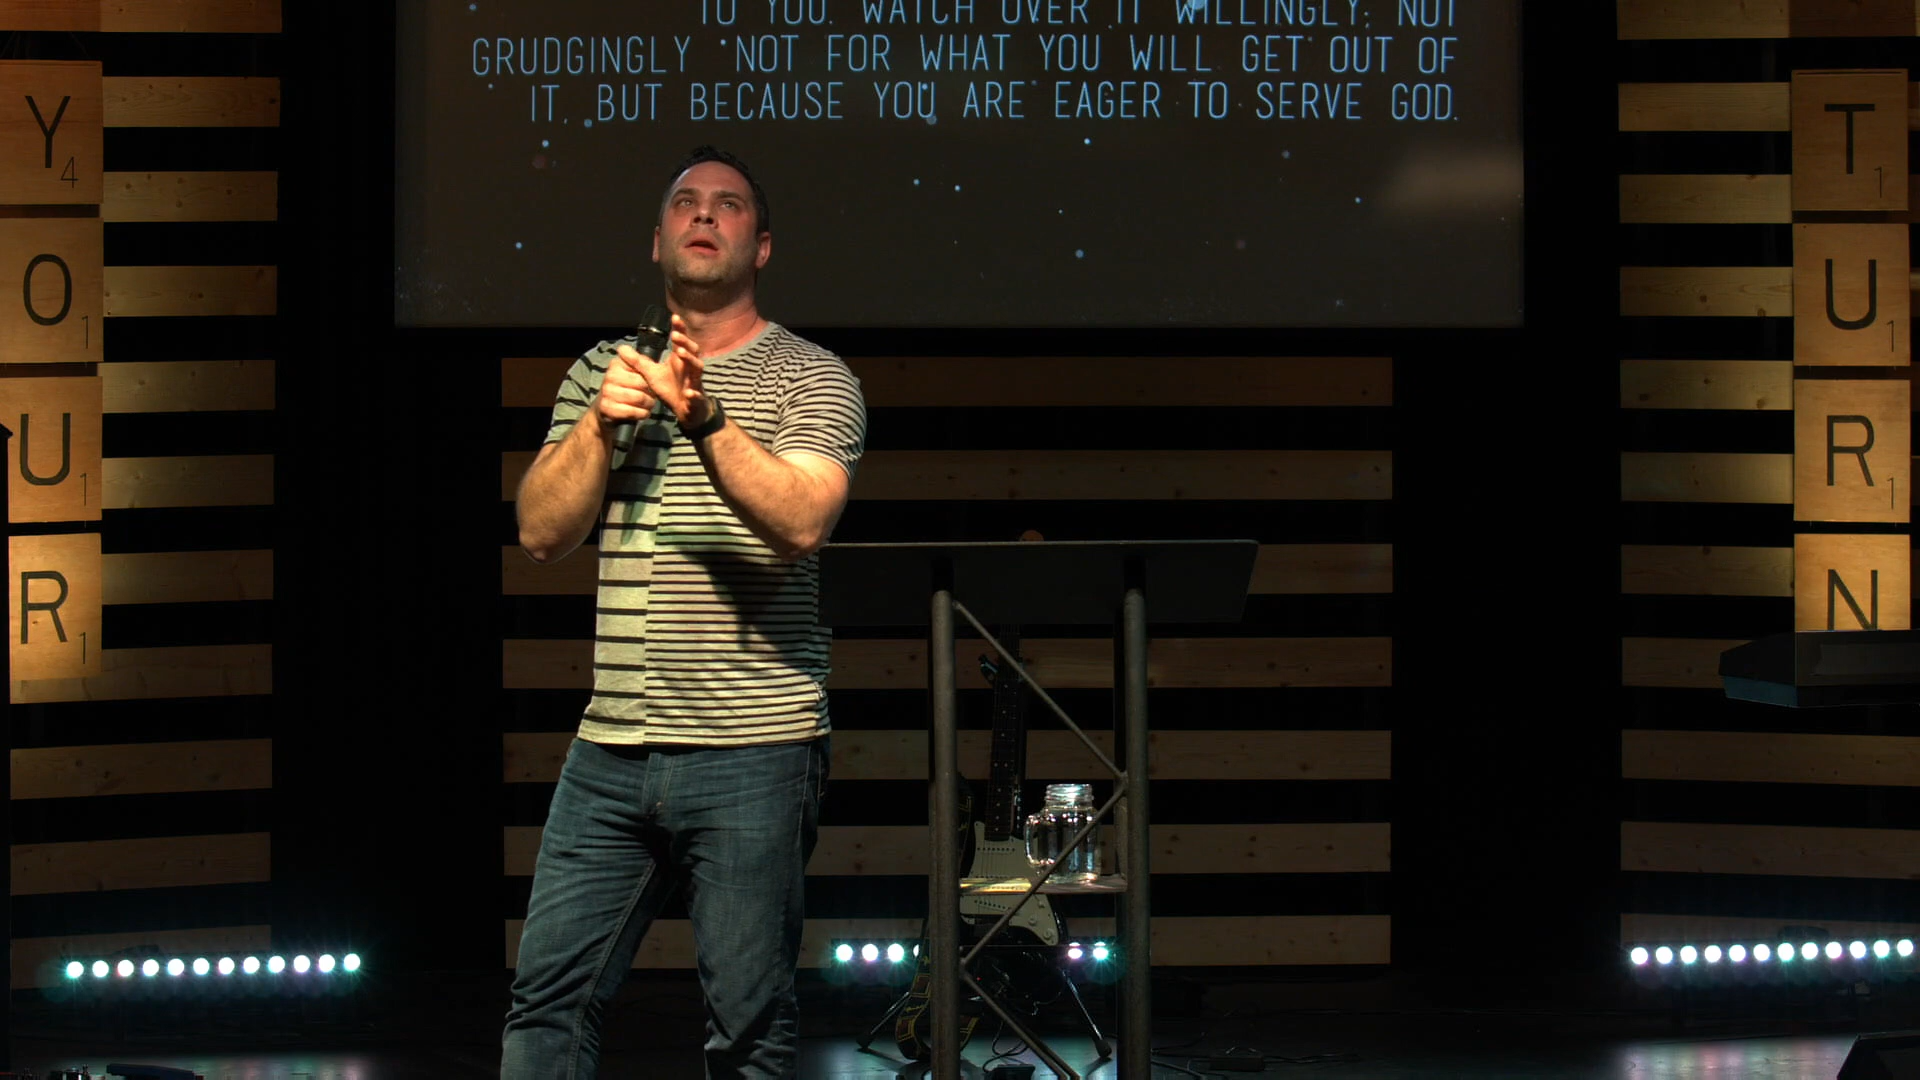 TO YOU. WATCH OVER IT WILLINGLY, NOT
GRUDGINGLY NOT FOR WHAT YOU WILL GET OUT OF
IT, BUT BECAUSE YOU ARE EAGER TO SERVE GOD.
Y4
O1
U1
R1
T1
U1
R1
N